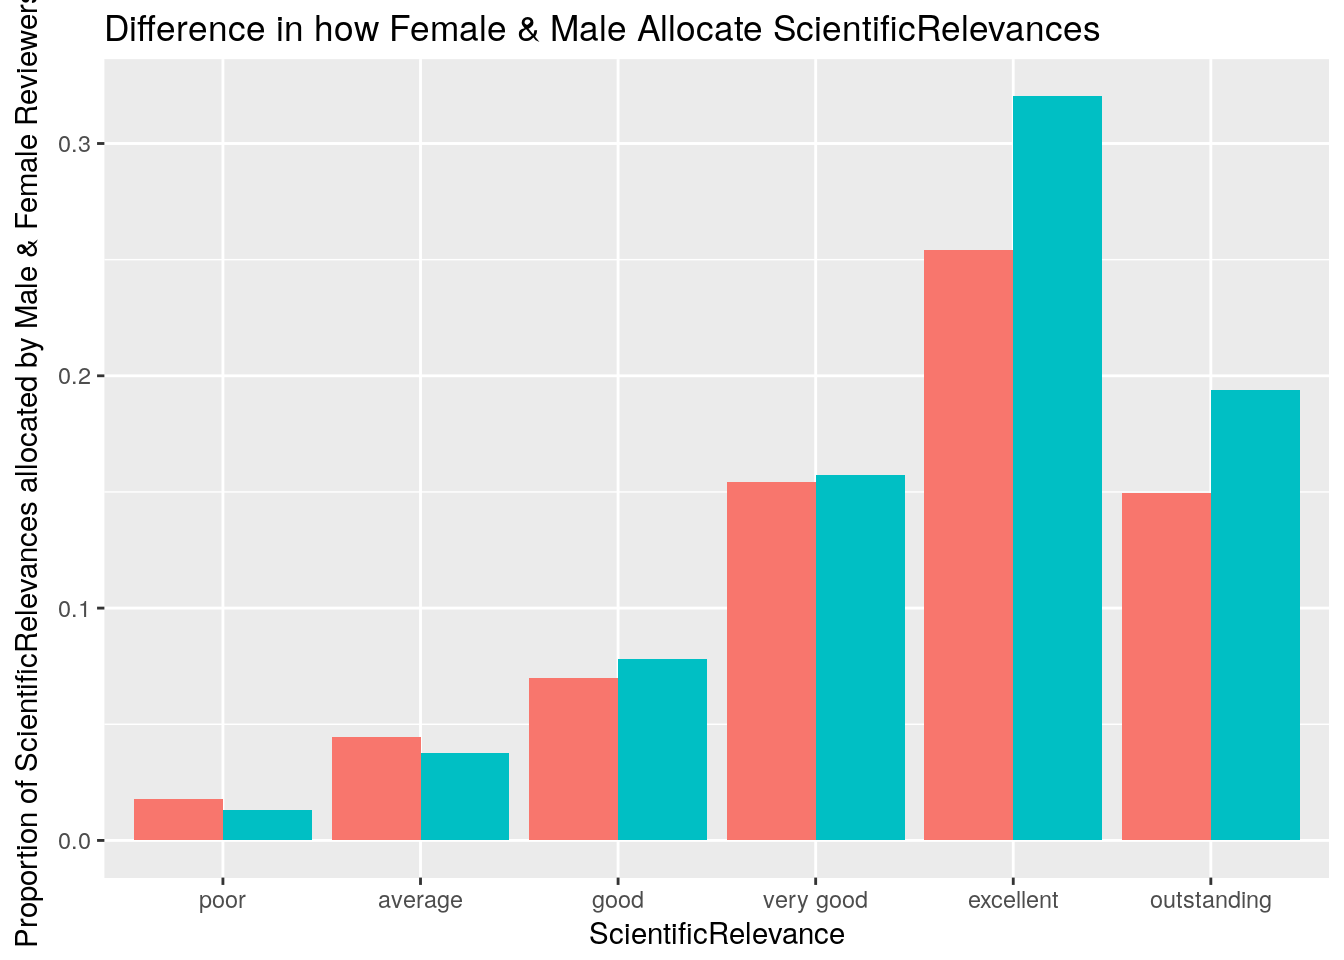 Difference in how Female & Male Allocate ScientificRelevances
Proportion of ScientificRelevances allocated by Male & Female Reviewers
0.3
0.2
0.1
0.0
poor average good very good excellent outstanding
ScientificRelevance